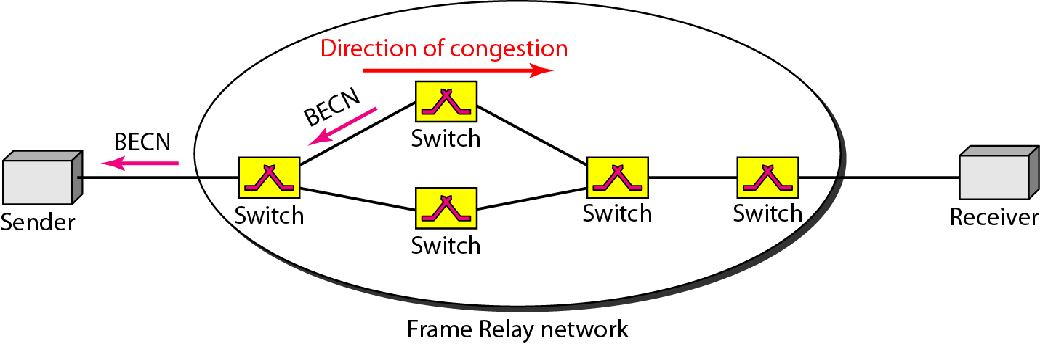 Direction of congestion
BECN
Switch
BECN
Switch
Switch
Switch
Switch
Sender
Receiver
Frame Relay network